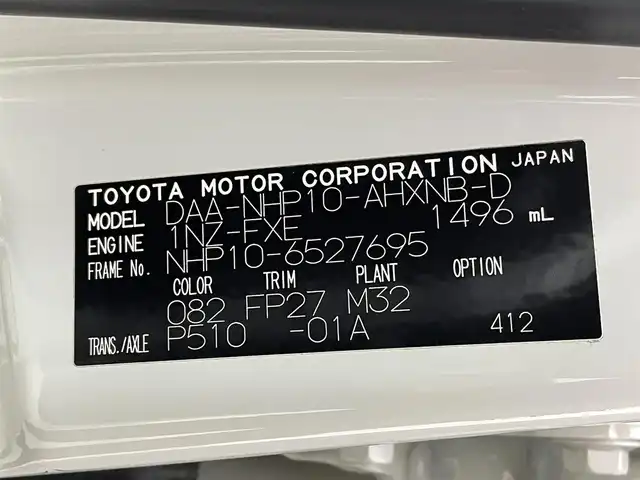 TOYOTA MOTOR CORPORATION JAPAN
MODEL DAA-NHP10-AHXNB-D
ENGINE 1NZ-FXE 1496 mL
FRAME No. NHP10-6527695
COLOR TRIM PLANT OPTION
082 FP27 M32
TRANS./AXLE P510 -01A 412